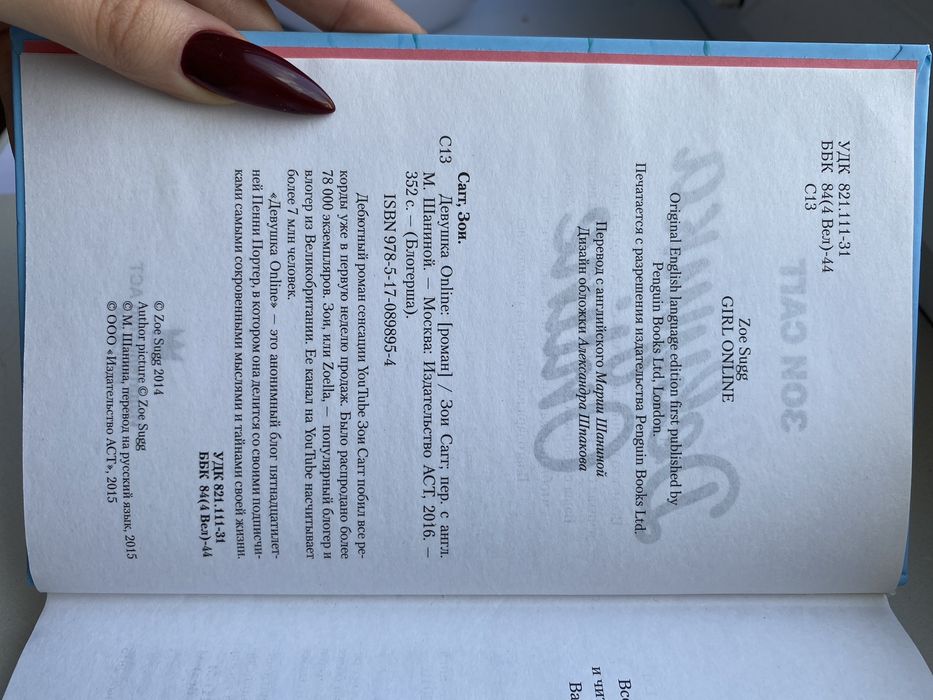 УДК 821.111-31
ББК 84(4 Вел)-44
С13
Zoe Sugg
GIRL ONLINE
Original English language edition first published by
Penguin Books Ltd, London.
Печатается с разрешения издательства Penguin Books Ltd.
Перевод с английского Марии Шаниной
Дизайн обложки Александра Шпакова
Сагг, Зои.
С13 Девушка Online: [роман] / Зои Сагг; пер. с англ.
М. Шаниной. — Москва: Издательство АСТ, 2016. —
352 с. — (Блогерша).
ISBN 978-5-17-089895-4
Дебютный роман сенсации YouTube Зои Сагг побил все ре-
корды уже в первую неделю продаж. Было распродано более
78 000 экземпляров. Зои, или Zoella, — популярный блогер и
влогер из Великобритании. Ее канал на YouTube насчитывает
более 7 млн человек.
«Девушка Online» — это анонимный блог пятнадцатилет-
ней Пенни Портер, в котором она делится со своими подписчи-
ками самыми сокровенными мыслями и тайнами своей жизни.
УДК 821.111-31
ББК 84(4 Вел)-44
© Zoe Sugg 2014
Author picture © Zoe Sugg
© М. Шанина, перевод на русский язык, 2015
© ООО «Издательство АСТ», 2015